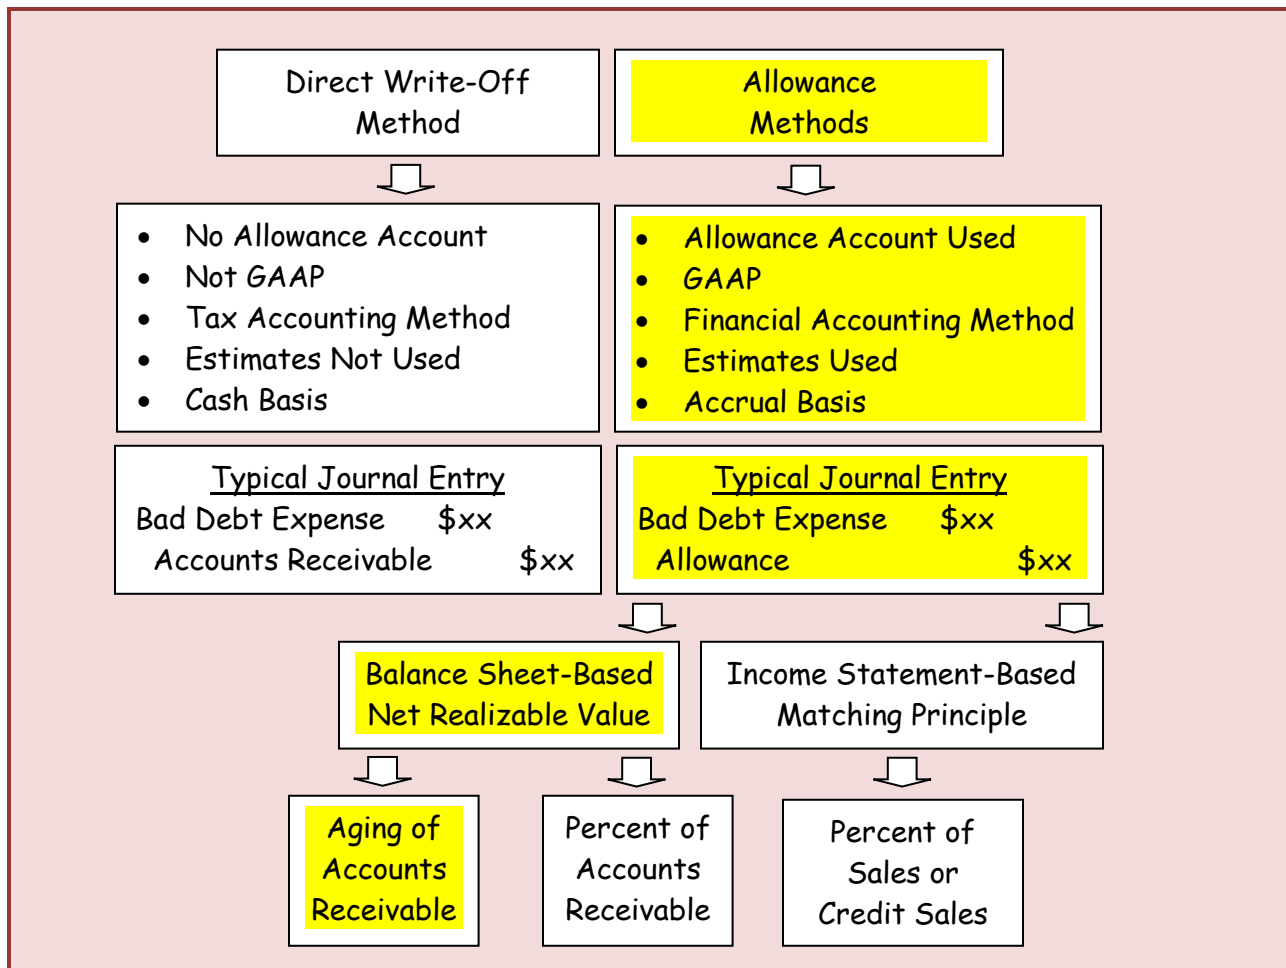 Direct Write-Off
Method
Allowance
Methods
• No Allowance Account
• Not GAAP
• Tax Accounting Method
• Estimates Not Used
• Cash Basis
• Allowance Account Used
• GAAP
• Financial Accounting Method
• Estimates Used
• Accrual Basis
Typical Journal Entry
Bad Debt Expense $xx
Accounts Receivable $xx
Typical Journal Entry
Bad Debt Expense $xx
Allowance $xx
Balance Sheet-Based
Net Realizable Value
Income Statement-Based
Matching Principle
Aging of
Accounts
Receivable
Percent of
Accounts
Receivable
Percent of
Sales or
Credit Sales